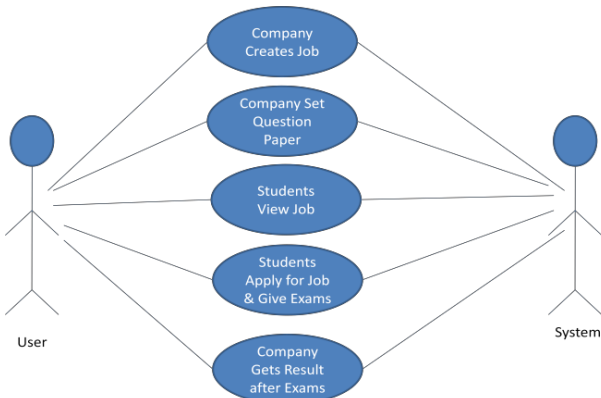 Company
Creates Job
Company Set
Question
Paper
Students
View Job
Students
Apply for Job
& Give Exams
Company
Gets Result
after Exams
User
System